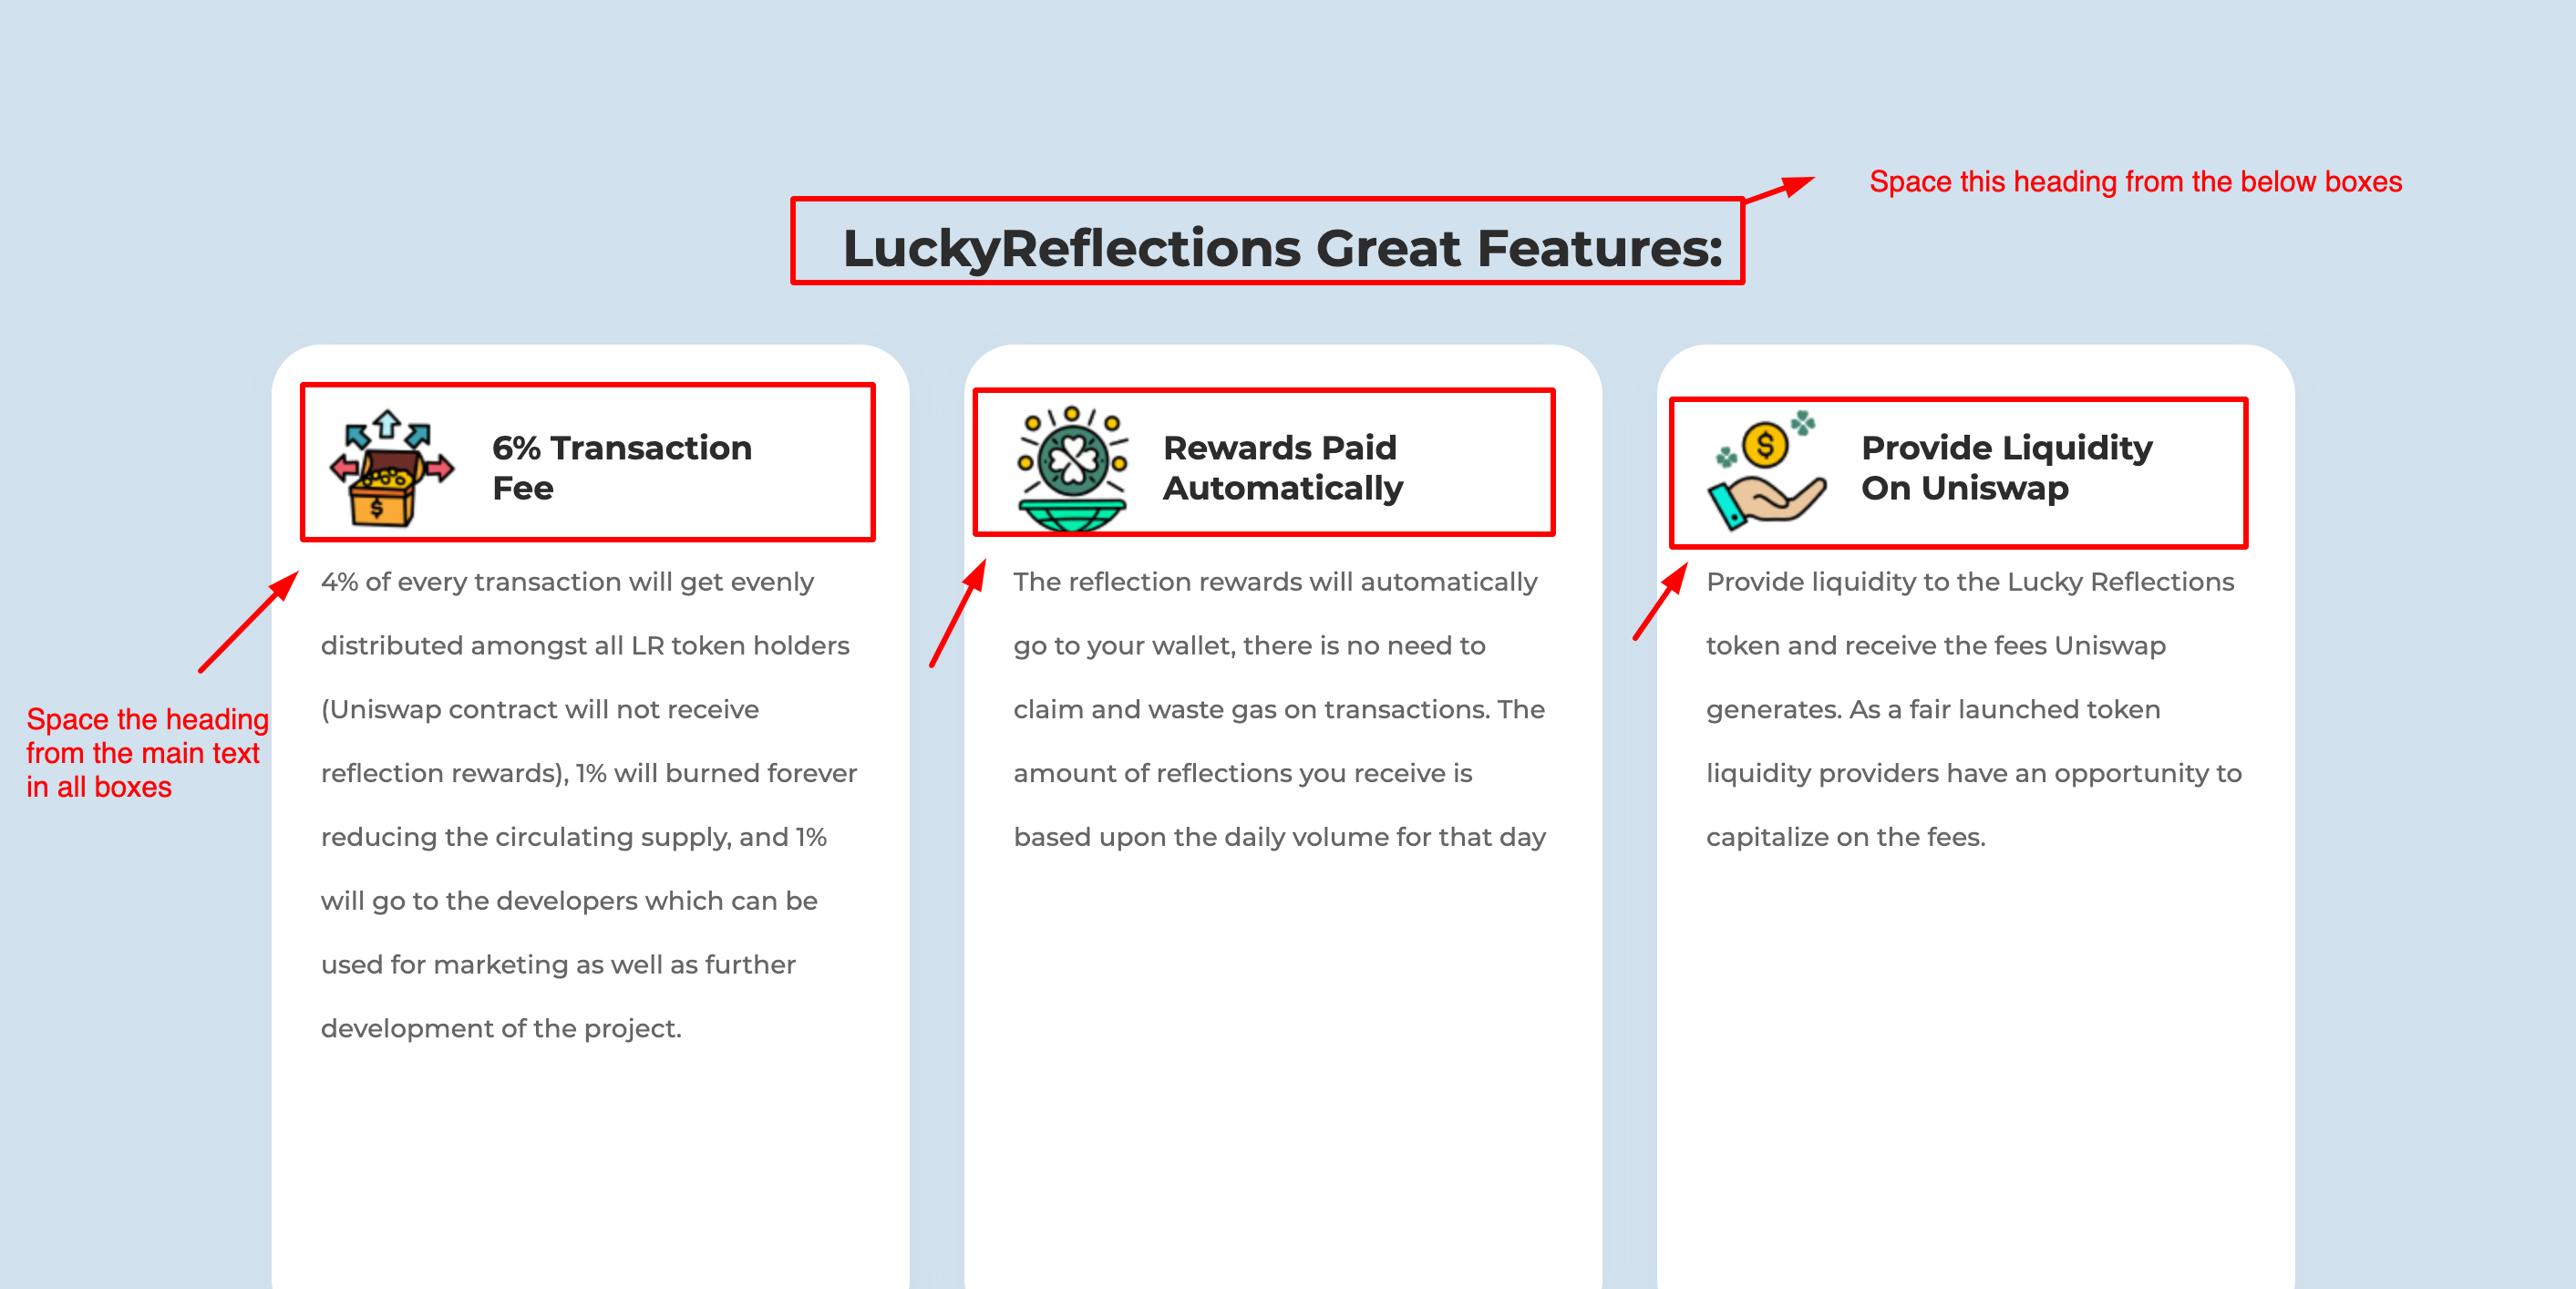 Space this heading from the below boxes
LuckyReflections Great Features:
6% Transaction
Fee
4% of every transaction will get evenly
distributed amongst all LR token holders
(Uniswap contract will not receive
reflection rewards), 1% will burned forever
reducing the circulating supply, and 1%
will go to the developers which can be
used for marketing as well as further
development of the project.
Space the heading
from the main text
in all boxes
Rewards Paid
Automatically
The reflection rewards will automatically
go to your wallet, there is no need to
claim and waste gas on transactions. The
amount of reflections you receive is
based upon the daily volume for that day
Provide Liquidity
On Uniswap
Provide liquidity to the Lucky Reflections
token and receive the fees Uniswap
generates. As a fair launched token
liquidity providers have an opportunity to
capitalize on the fees.